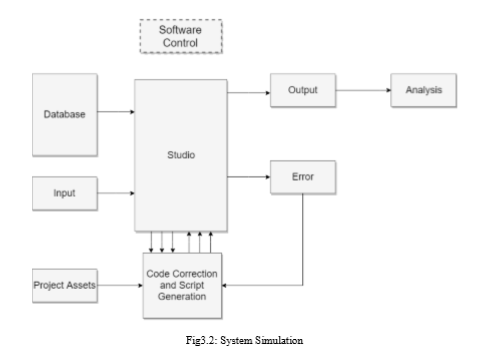 Software
Control
Database
Output
Analysis
Studio
Input
Error
Project Assets
Code Correction
and Script
Generation
Fig3.2: System Simulation